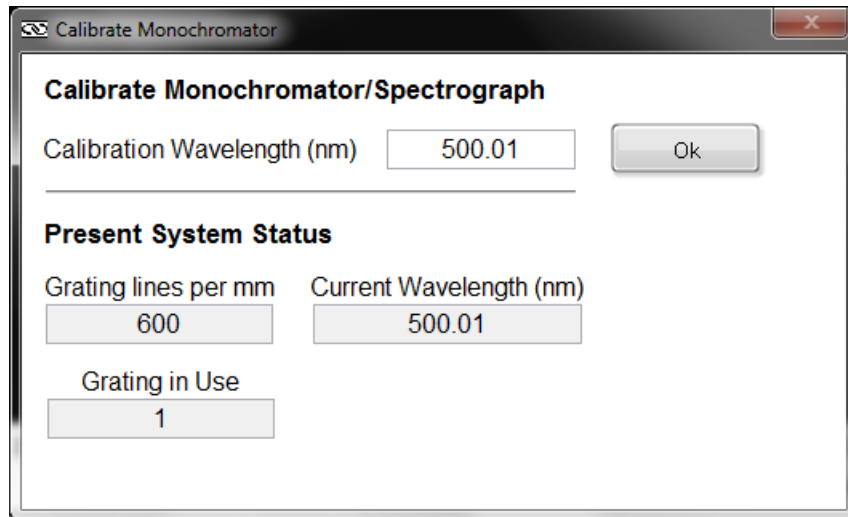 Calibrate Monochromator
Calibrate Monochromator/Spectrograph
Calibration Wavelength (nm) 500.01 Ok
Present System Status
Grating lines per mm Current Wavelength (nm)
600 500.01
Grating in Use
1